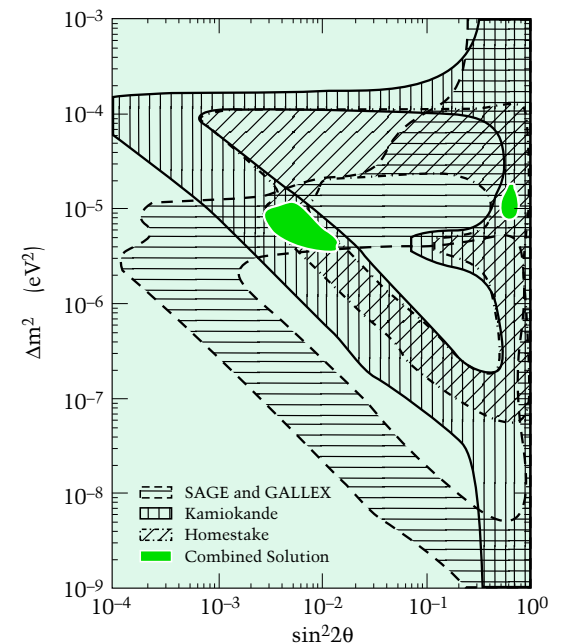 10⁻³
10⁻⁴
10⁻⁵
10⁻⁶
10⁻⁷
10⁻⁸
10⁻⁹
Δm² (eV²)
SAGE and GALLEX
Kamiokande
Homestake
Combined Solution
10⁻⁴ 10⁻³ 10⁻² 10⁻¹ 10⁰
sin²2θ